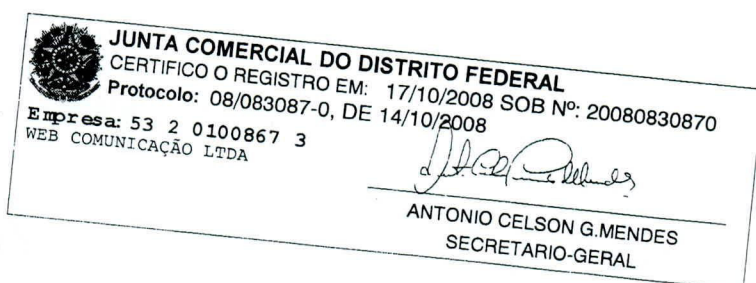 JUNTA COMERCIAL DO DISTRITO FEDERAL
CERTIFICO O REGISTRO EM: 17/10/2008 SOB Nº: 20080830870
Protocolo: 08/083087-0, DE 14/10/2008
Empresa: 53 2 0100867 3
WEB COMUNICAÇÃO LTDA
ANTONIO CELSON G.MENDES
SECRETARIO-GERAL